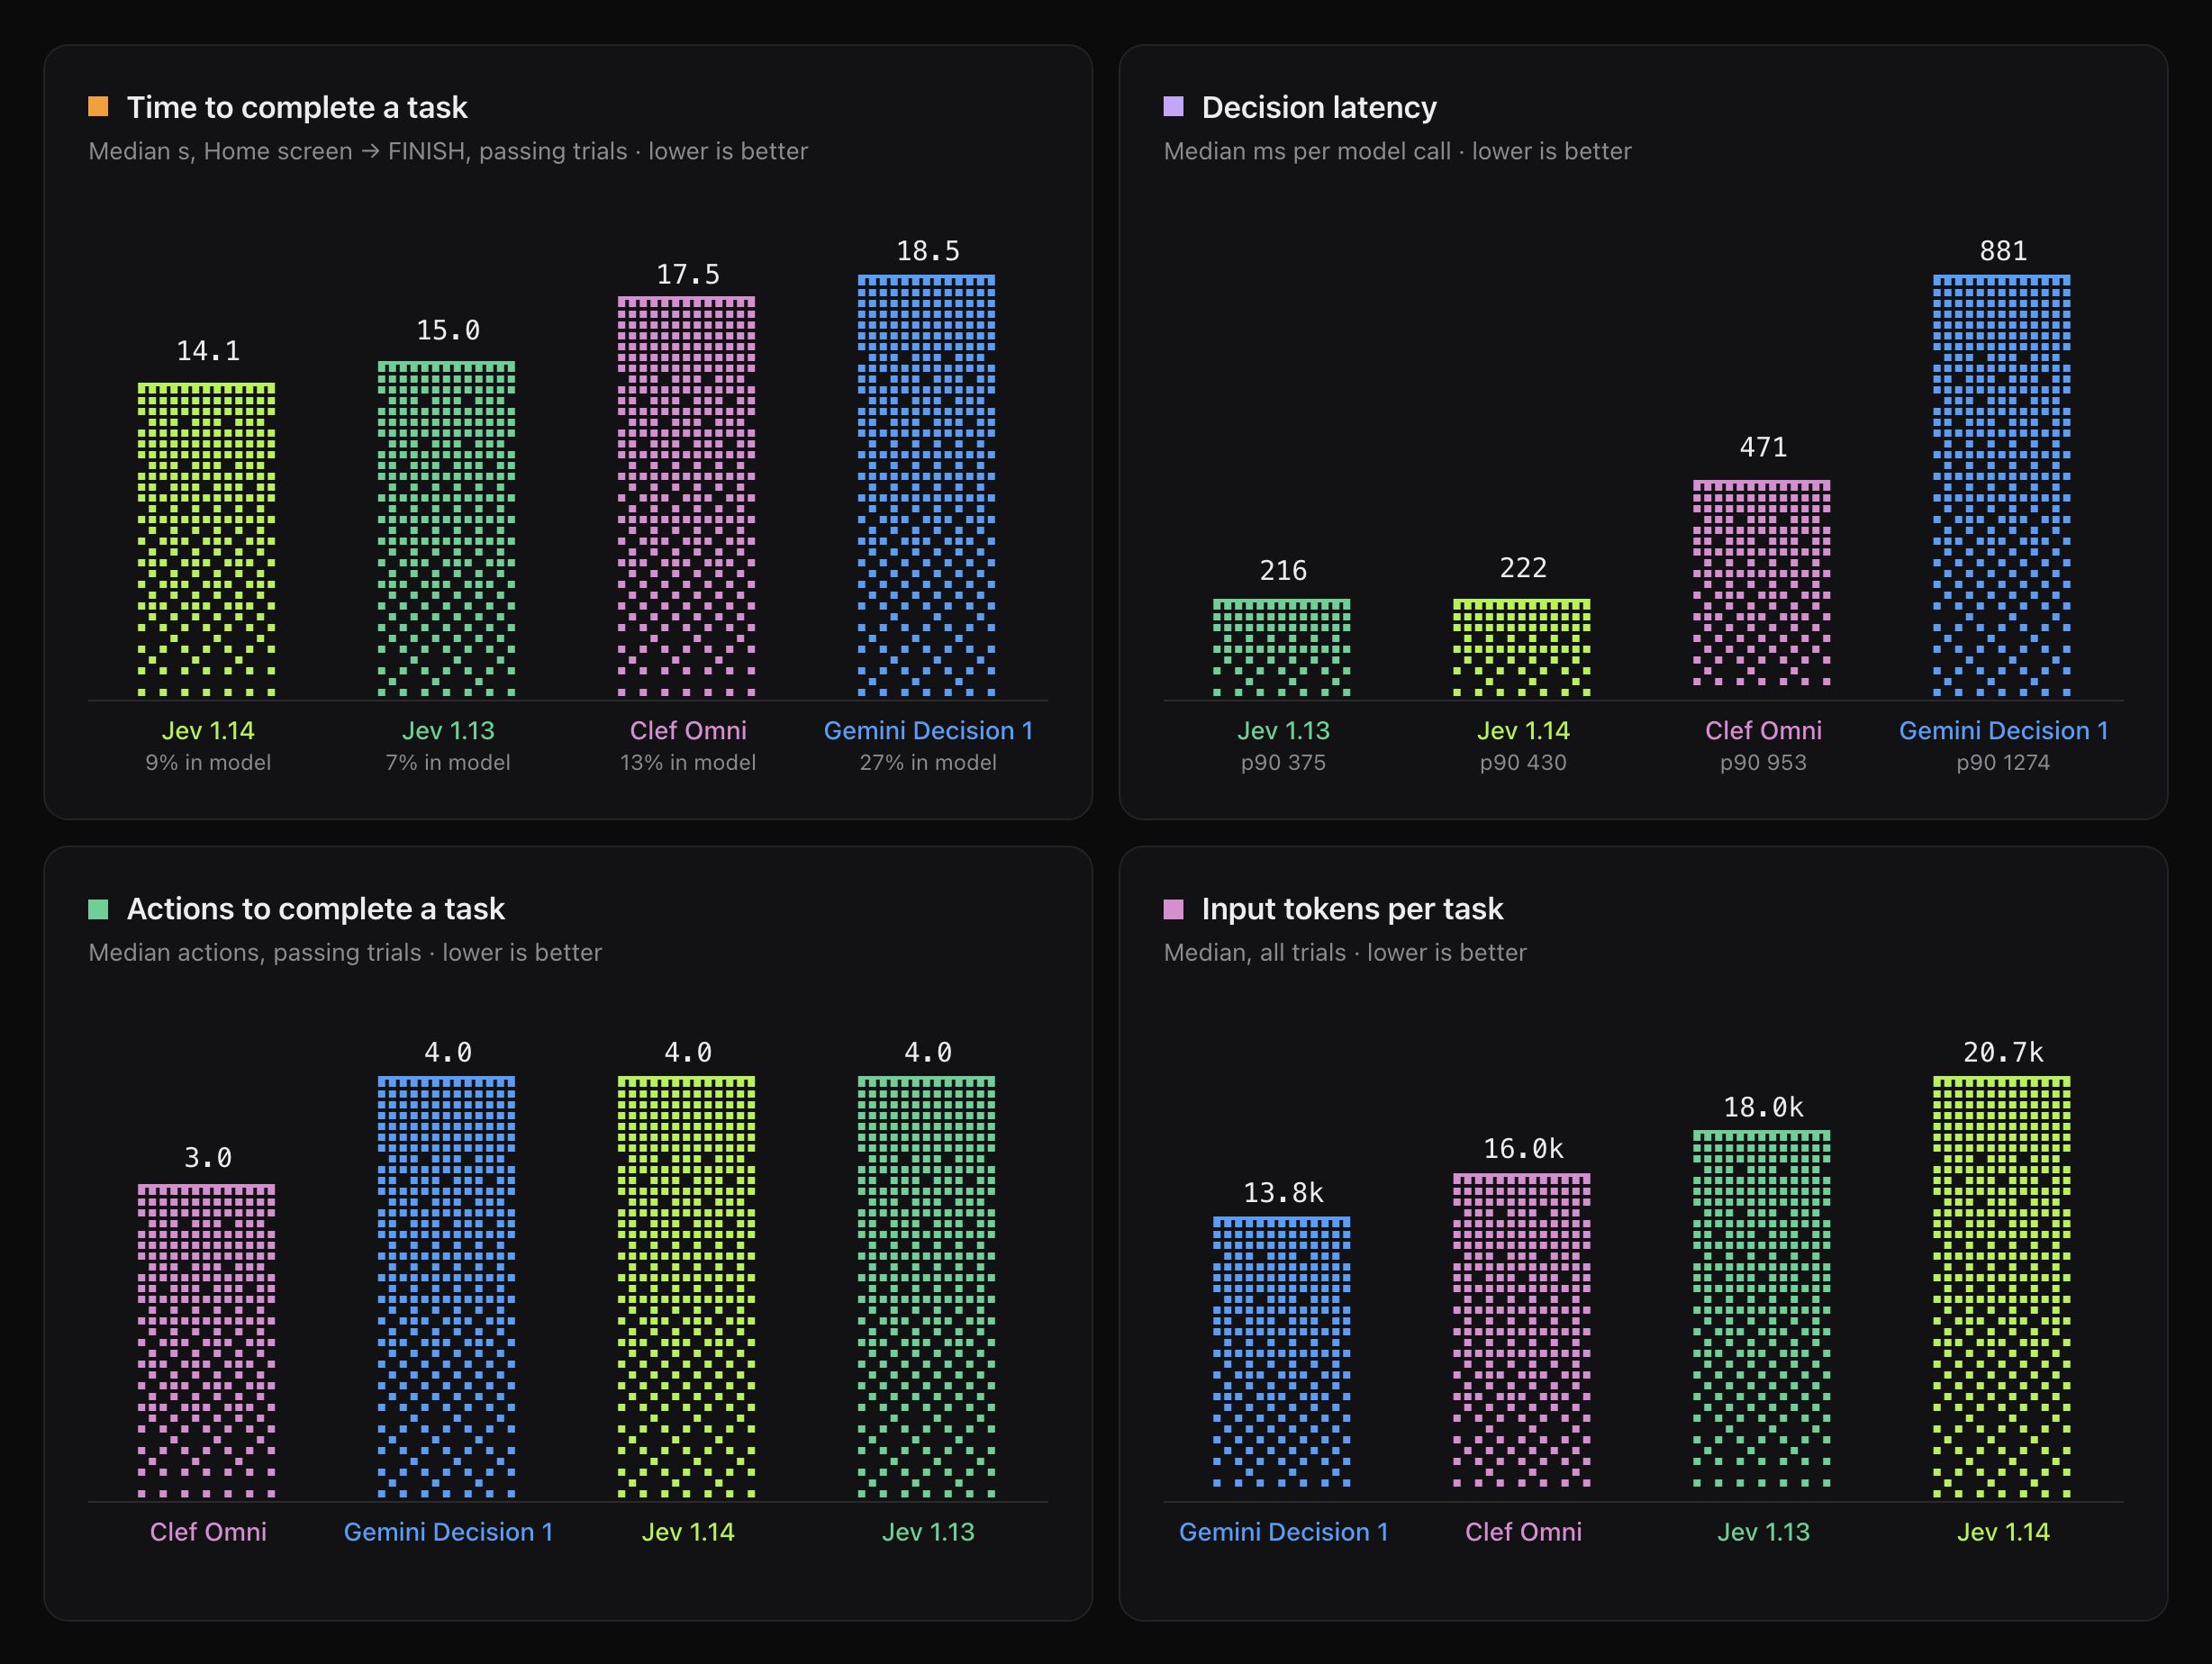 Time to complete a task
Median s, Home screen → FINISH, passing trials · lower is better
14.1
15.0
17.5
18.5
Jev 1.14
Jev 1.13
Clef Omni
Gemini Decision 1
9% in model
7% in model
13% in model
27% in model
Decision latency
Median ms per model call · lower is better
216
222
471
881
Jev 1.13
Jev 1.14
Clef Omni
Gemini Decision 1
p90 375
p90 430
p90 953
p90 1274
Actions to complete a task
Median actions, passing trials · lower is better
3.0
4.0
4.0
4.0
Clef Omni
Gemini Decision 1
Jev 1.14
Jev 1.13
Input tokens per task
Median, all trials · lower is better
13.8k
16.0k
18.0k
20.7k
Gemini Decision 1
Clef Omni
Jev 1.13
Jev 1.14